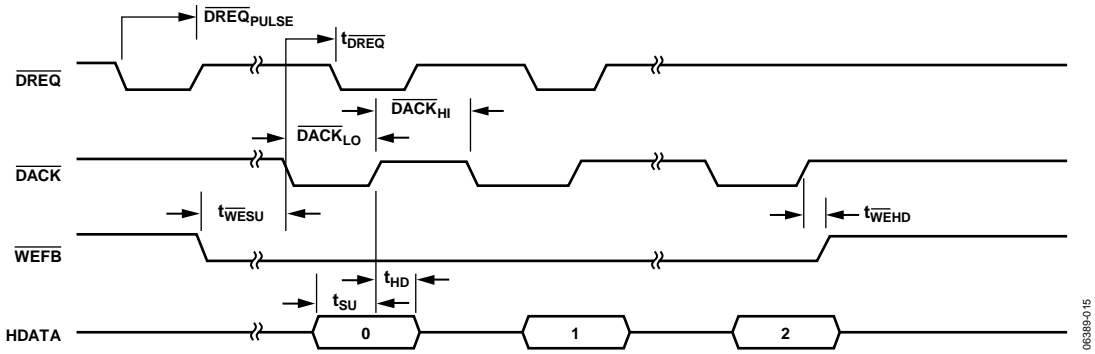 DREQPULSE
tDREQ
DREQ
DACKHI
DACKLO
DACK
tWESU
tWEHD
WEFB
tHD
tSU
HDATA
0
1
2
06389-015